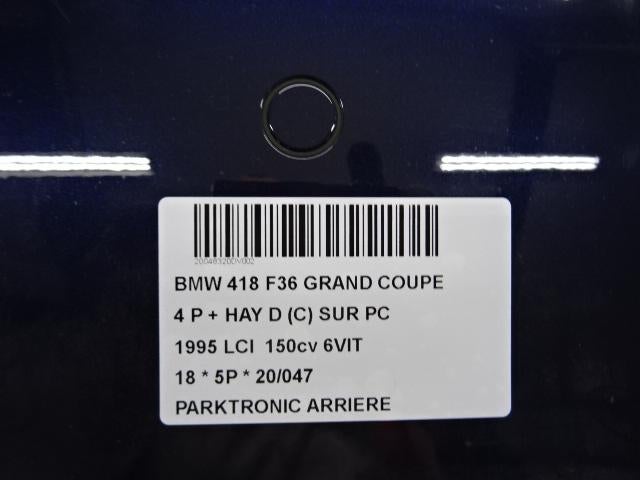 20048320DV002
BMW 418 F36 GRAND COUPE
4 P + HAY D (C) SUR PC
1995 LCI 150cv 6VIT
18 * 5P * 20/047
PARKTRONIC ARRIERE